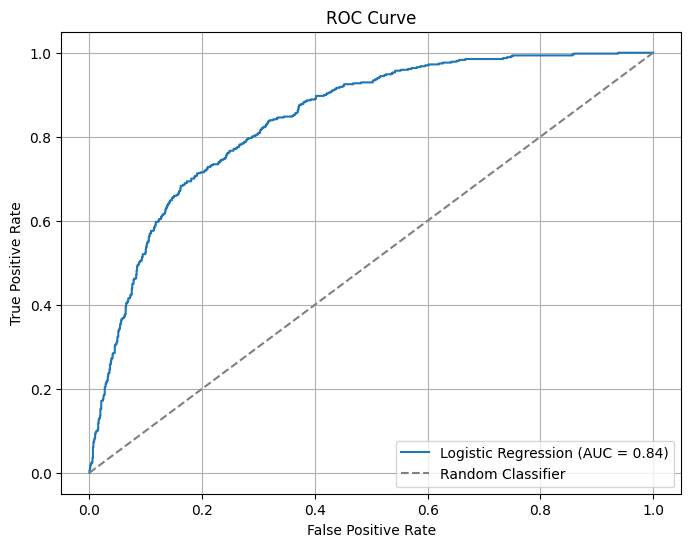 ROC Curve
1.0
0.8
0.6
0.4
0.2
0.0
True Positive Rate
0.0 0.2 0.4 0.6 0.8 1.0
False Positive Rate
Logistic Regression (AUC = 0.84)
Random Classifier